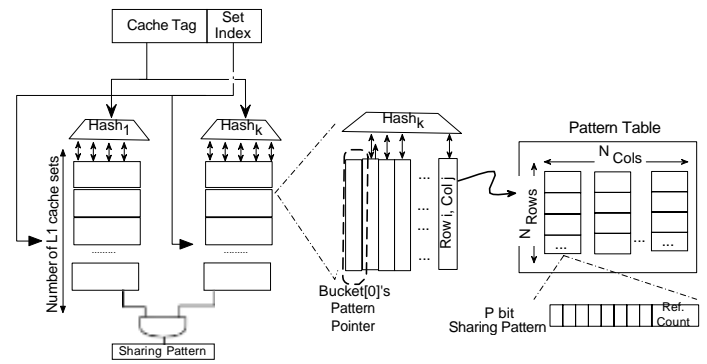 Cache Tag
Set
Index
Hash1
Hashk
Number of L1 cache sets
.........
.........
Sharing Pattern
Hashk
...
...
...
Row i, Col j
Bucket[0]'s
Pattern
Pointer
Pattern Table
N Cols
N Rows
...
...
...
...
P bit
Sharing Pattern
Ref.
Count